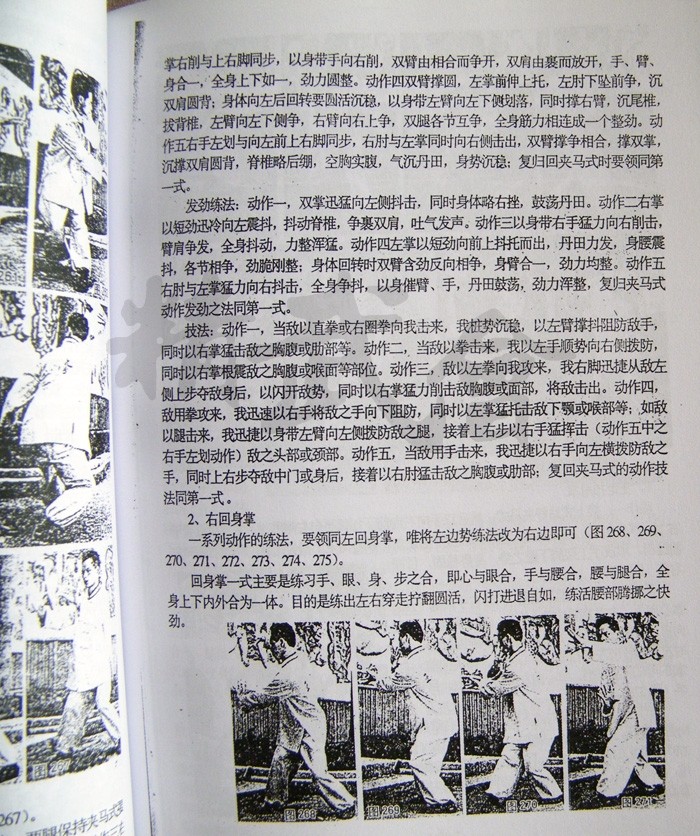 掌右削与上右脚同步，以身带手向右削，双臂由相合而争开，双肩由裹而放开，手、臂、
身合一，全身上下如一，劲力圆整。动作四双臂撑圆，左掌前伸上托，左肘下坠前争，沉
双肩圆背；身体向左后回转要圆活沉稳，以身带左臂向左下侧划落，同时撑右臂，沉尾椎，
拔背椎，左臂向左下侧争，右臂向右上争，双腿各节互争，全身筋力相连成一个整劲。动
作五右手左划与向左前上右脚同步，右肘与左掌同时向右侧击出，双臂撑争相合，撑双掌，
沉撑双肩圆背，脊椎略后绷，空胸实腹，气沉丹田，身势沉稳；复归回夹马式时要领同第
一式。
发劲练法：动作一，双掌迅猛向左侧抖击，同时身体略右挫，鼓荡丹田。动作二右掌
以短劲迅冷向左震抖，抖动脊椎，争裹双肩，吐气发声。动作三以身带右手猛力向右削击，
臂肩争发，全身抖动，力整浑猛。动作四左掌以短劲向前上抖托而出，丹田力发，身腰震
抖，各节相争，劲脆刚整；身体回转时双臂含劲反向相争，身臂合一，劲力均整。动作五
右肘与左掌猛力向右抖击，全身争抖，以身催臂、手，丹田鼓荡，劲力浑整，复归夹马式
动作发劲之法同第一式。
技法：动作一，当敌以直拳或右圈拳向我击来，我桩势沉稳，以左臂撑抖阻防敌手，
同时以右掌猛击敌之胸腹或肋部等。动作二，当敌以拳击来，我以左手顺势向右侧拨防，
同时以右掌根震敌之胸腹或喉面等部位。动作三，敌以左拳向我攻来，我右脚迅捷从敌左
侧上步夺敌身后，以闪开敌势，同时以右掌猛力削击敌胸腹或面部，将敌击出。动作四，
敌用拳攻来，我迅速以右手将敌之手向下阻防，同时以左掌猛托击敌下颚或喉部等；如敌
以腿击来，我迅捷以身带左臂向左侧拨防敌之腿，接着上右步以右手猛挥击（动作五中之
右手左划动作）敌之头部或颈部。动作五，当敌用手击来，我迅捷以右手向左横拨防敌之
手，同时上右步夺敌中门或身后，接着以右肘猛击敌之胸腹或肋部；复回夹马式的动作技
法同第一式。
2、右回身掌
一系列动作的练法，要领同左回身掌，唯将左边势练法改为右边即可（图268、269、
270、271、272、273、274、275）。
回身掌一式主要是练习手、眼、身、步之合，即心与眼合，手与腰合，腰与腿合，全
身上下内外合为一体。目的是练出左右穿走拧翻圆活，闪打进退自如，练活腰部腾挪之快
劲。
图268
图269
图270
图271
图267
267）。